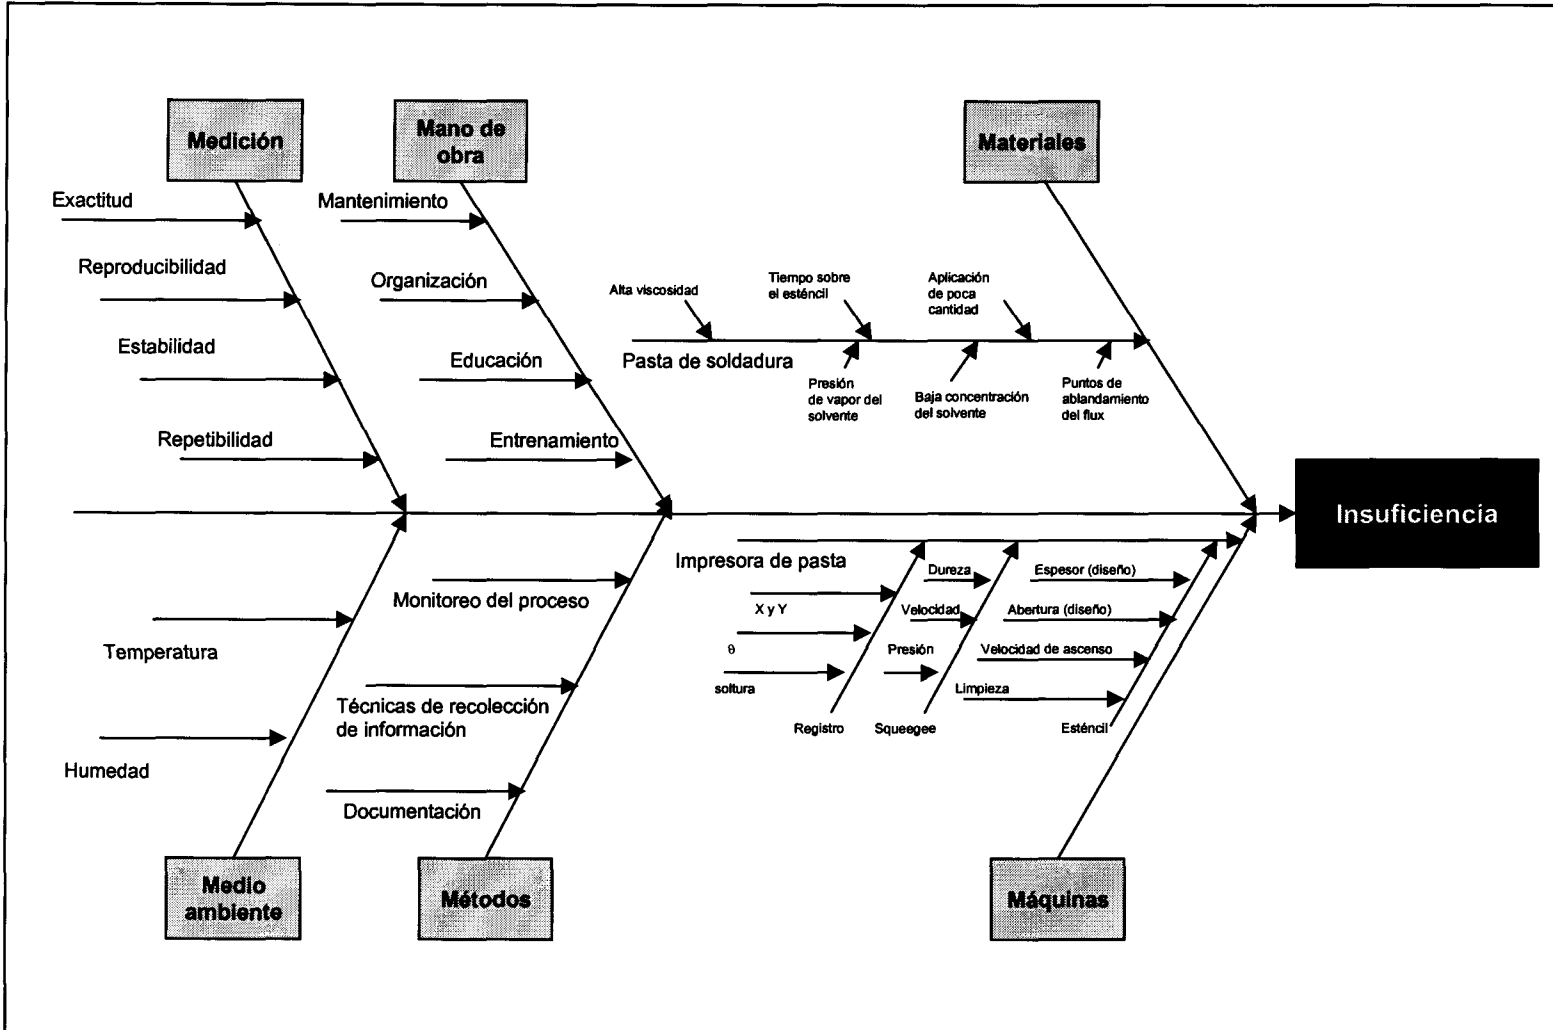 Medición
Mano de
obra
Materiales
Exactitud
Mantenimiento
Reproducibilidad
Organización
Alta viscosidad
Tiempo sobre
el esténcil
Aplicación
de poca
cantidad
Estabilidad
Educación
Pasta de soldadura
Presión
de vapor del
solvente
Baja concentración
del solvente
Puntos de
ablandamiento
del flux
Repetibilidad
Entrenamiento
Insuficiencia
Impresora de pasta
Dureza
Espesor (diseño)
Monitoreo del proceso
X y Y
Velocidad
Abertura (diseño)
Temperatura
θ
Presión
Velocidad de ascenso
soltura
Limpieza
Técnicas de recolección
de información
Registro
Squeegee
Esténcil
Humedad
Documentación
Medio
ambiente
Métodos
Máquinas